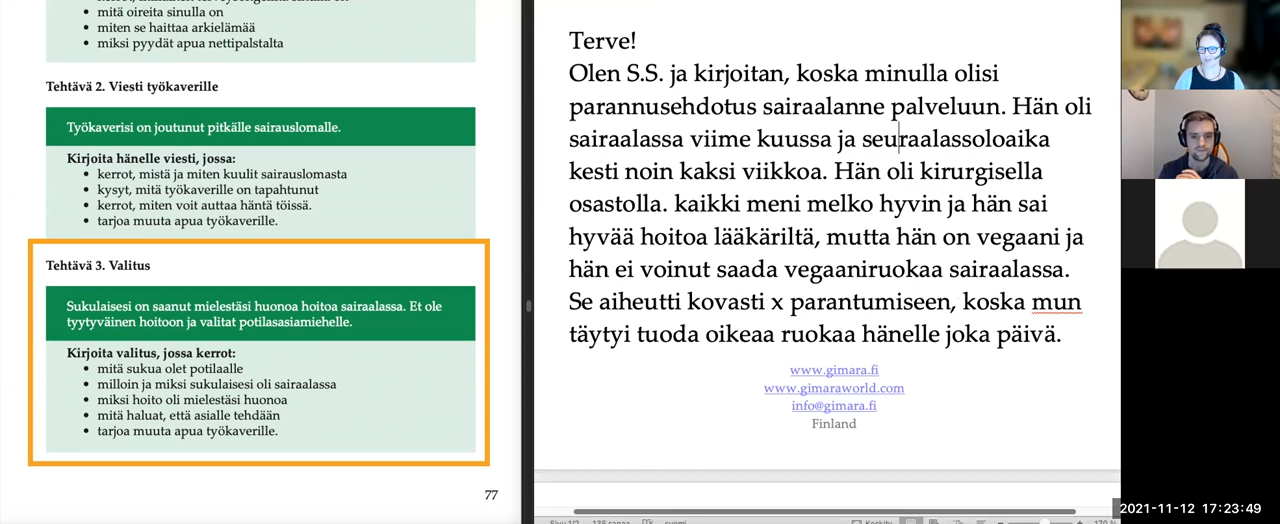 mitä oireita sinulla on
miten se haittaa arkielämää
miksi pyydät apua nettipalstalta
Tehtävä 2. Viesti työkaverille
Työkaverisi on joutunut pitkälle sairauslomalle.
Kirjoita hänelle viesti, jossa:
kerrot, mistä ja miten kuulit sairauslomasta
kysyt, mitä työkaverille on tapahtunut
kerrot, miten voit auttaa häntä töissä.
tarjoa muuta apua työkaverille.
Tehtävä 3. Valitus
Sukulaisesi on saanut mielestäsi huonoa hoitoa sairaalassa. Et ole
tyytyväinen hoitoon ja valitat potilasasiamiehelle.
Kirjoita valitus, jossa kerrot:
mitä sukua olet potilaalle
milloin ja miksi sukulaisesi oli sairaalassa
miksi hoito oli mielestäsi huonoa
mitä haluat, että asialle tehdään
tarjoa muuta apua työkaverille.
77
Terve!
Olen S.S. ja kirjoitan, koska minulla olisi
parannusehdotus sairaalanne palveluun. Hän oli
sairaalassa viime kuussa ja seuraalassoloaika
kesti noin kaksi viikkoa. Hän oli kirurgisella
osastolla. kaikki meni melko hyvin ja hän sai
hyvää hoitoa lääkäriltä, mutta hän on vegaani ja
hän ei voinut saada vegaaniruokaa sairaalassa.
Se aiheutti kovasti x parantumiseen, koska mun
täytyi tuoda oikeaa ruokaa hänelle joka päivä.
www.gimara.fi
www.gimaraworld.com
info@gimara.fi
Finland
2021-11-12 17:23:49